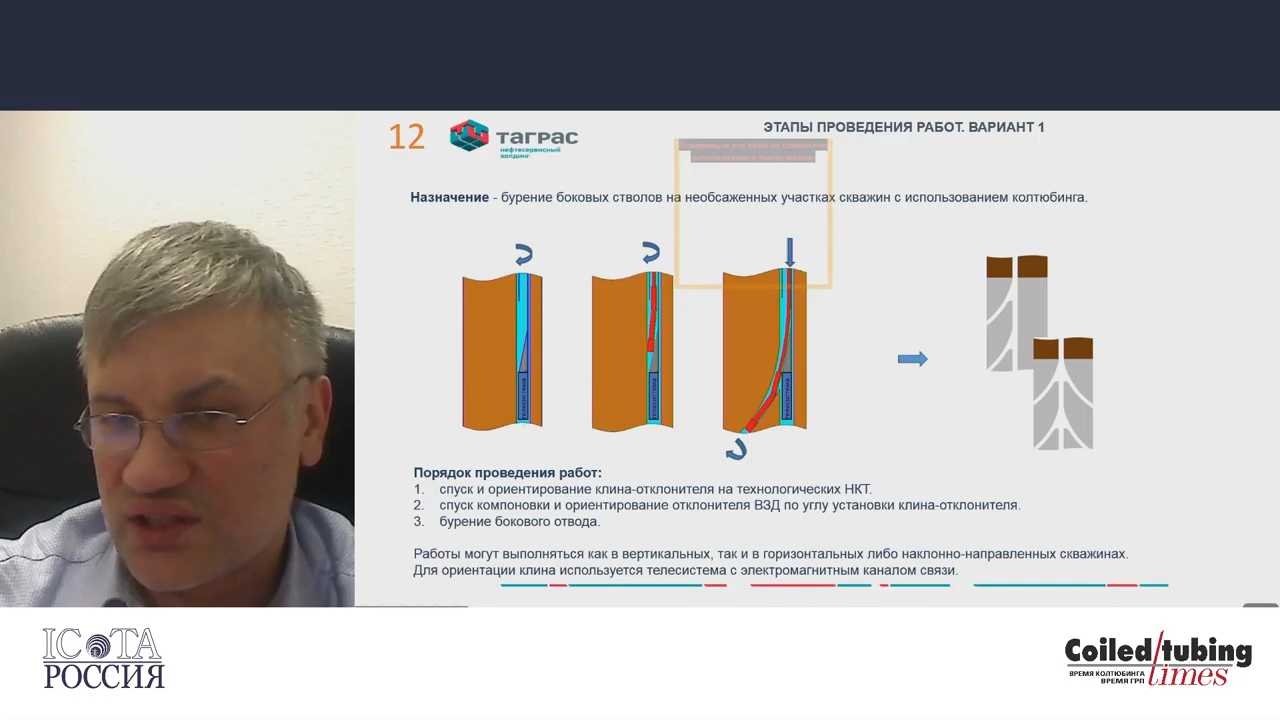 12
ТАГРАС
нефтесервисный
холдинг
ЭТАПЫ ПРОВЕДЕНИЯ РАБОТ. ВАРИАНТ 1
Назначение - бурение боковых стволов на необсаженных участках скважин с использованием колтюбинга.
ТЕЛЕСИСТЕМА
ТЕЛЕСИСТЕМА
ТЕЛЕСИСТЕМА
Порядок проведения работ:
1. спуск и ориентирование клина-отклонителя на технологических НКТ.
2. спуск компоновки и ориентирование отклонителя ВЗД по углу установки клина-отклонителя.
3. бурение бокового отвода.
Работы могут выполняться как в вертикальных, так и в горизонтальных либо наклонно-направленных скважинах.
Для ориентации клина используется телесистема с электромагнитным каналом связи.
ICOTA
РОССИЯ
Coiled tubing
times
ВРЕМЯ КОЛТЮБИНГА
ВРЕМЯ ГРП